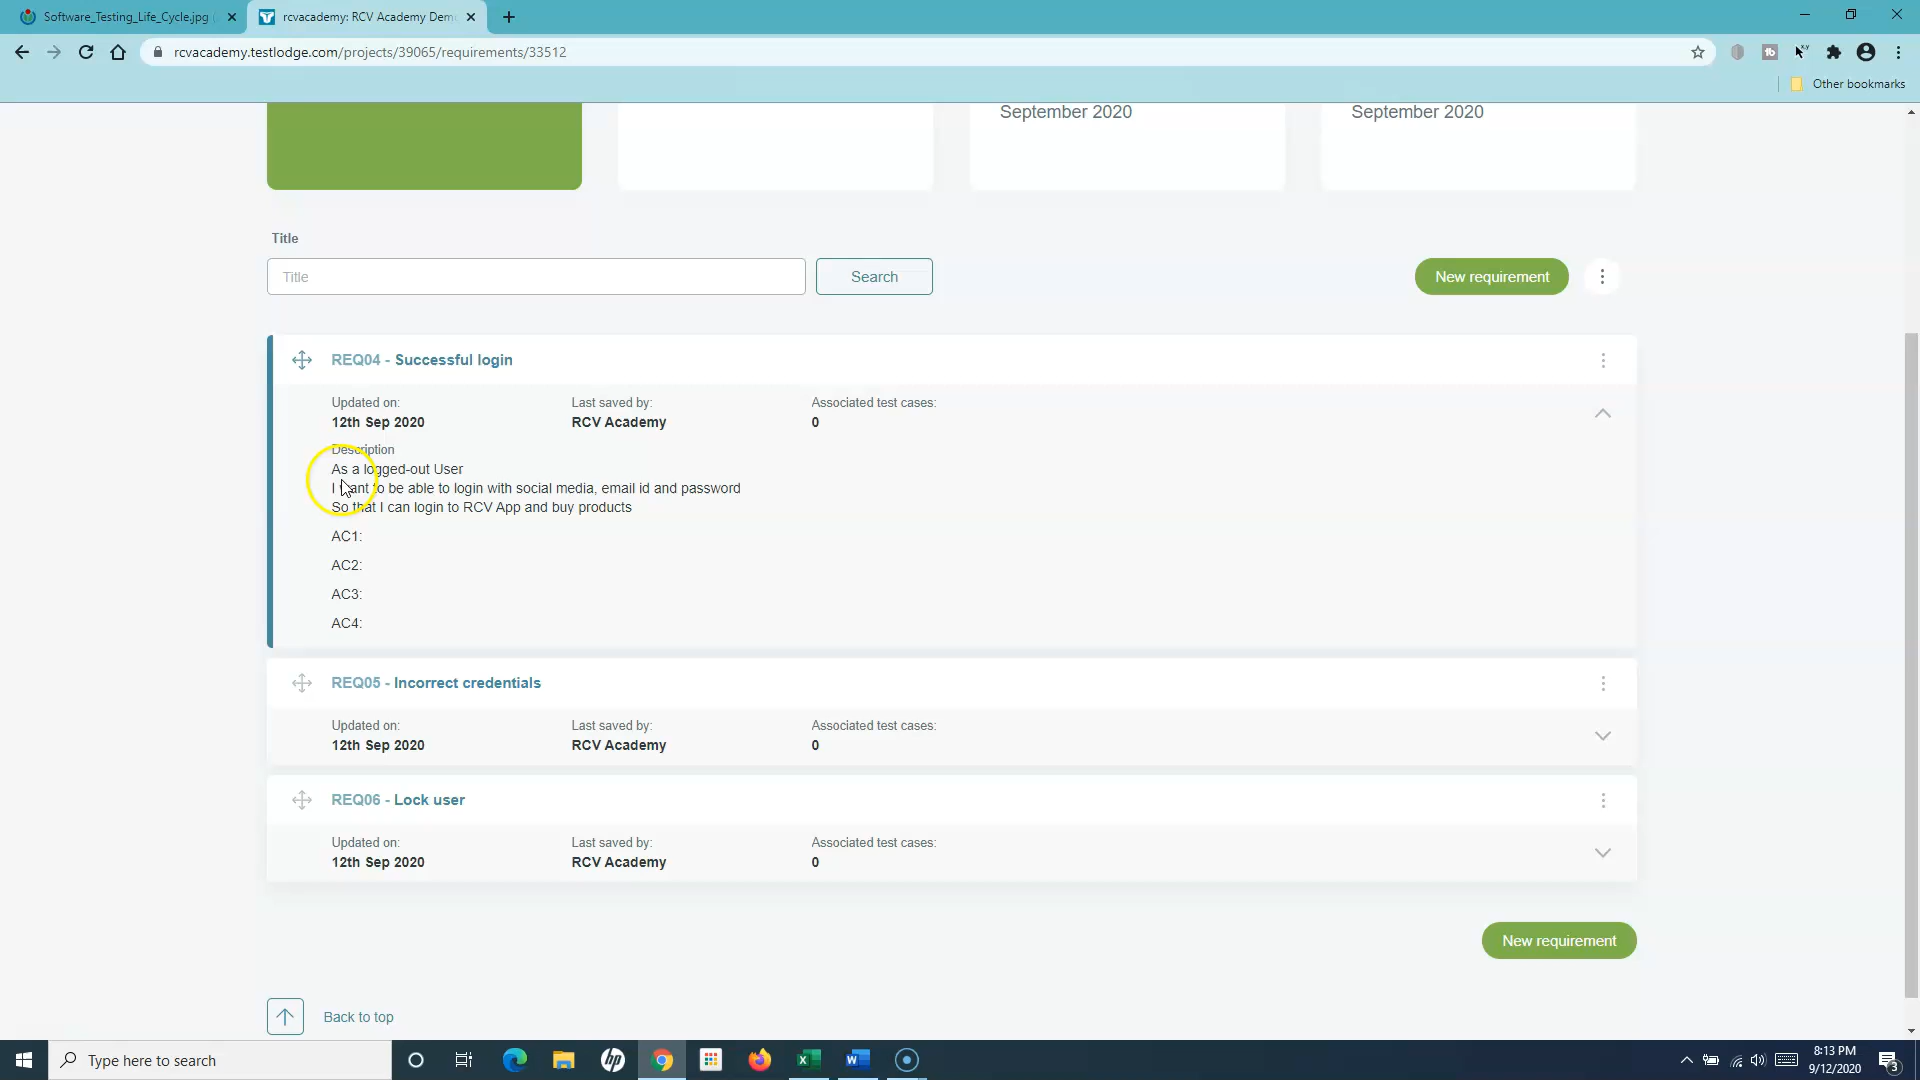 Software_Testing_Life_Cycle.jpg (
rcvacademy: RCV Academy Dem
rcvacademy.testlodge.com/projects/39065/requirements/33512
Other bookmarks
September 2020
September 2020
Title
Title
Search
New requirement
REQ04 - Successful login
Updated on:
Last saved by:
Associated test cases:
12th Sep 2020
RCV Academy
0
Description
As a logged-out User
I want to be able to login with social media, email id and password
So that I can login to RCV App and buy products
AC1:
AC2:
AC3:
AC4:
REQ05 - Incorrect credentials
Updated on:
Last saved by:
Associated test cases:
12th Sep 2020
RCV Academy
0
REQ06 - Lock user
Updated on:
Last saved by:
Associated test cases:
12th Sep 2020
RCV Academy
0
New requirement
Back to top
Type here to search
8:13 PM
9/12/2020
3